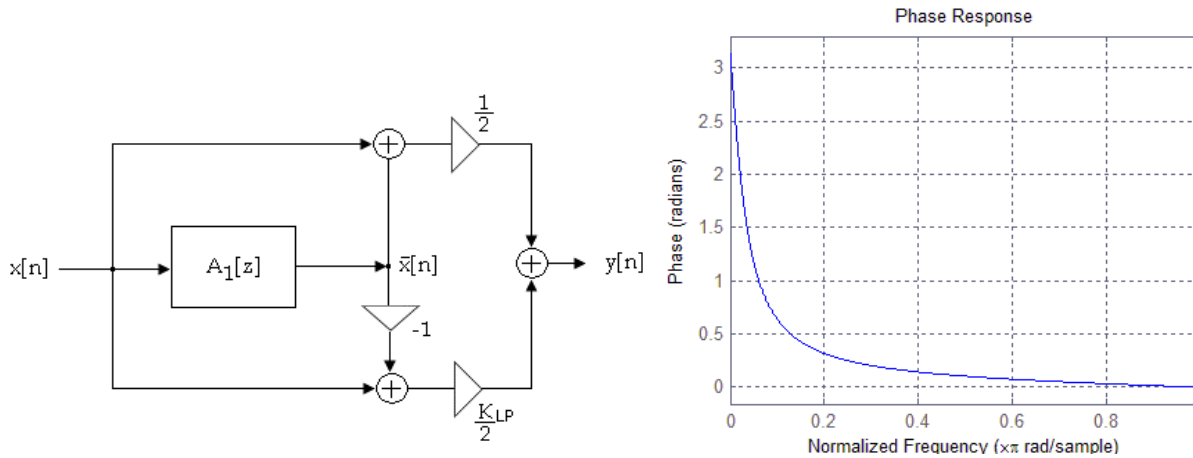 1
2
x[n]
A1[z]
x̄[n]
y[n]
-1
K LP
2
Phase Response
Phase (radians)
3
2.5
2
1.5
1
0.5
0
0
0.2
0.4
0.6
0.8
Normalized Frequency (×π rad/sample)